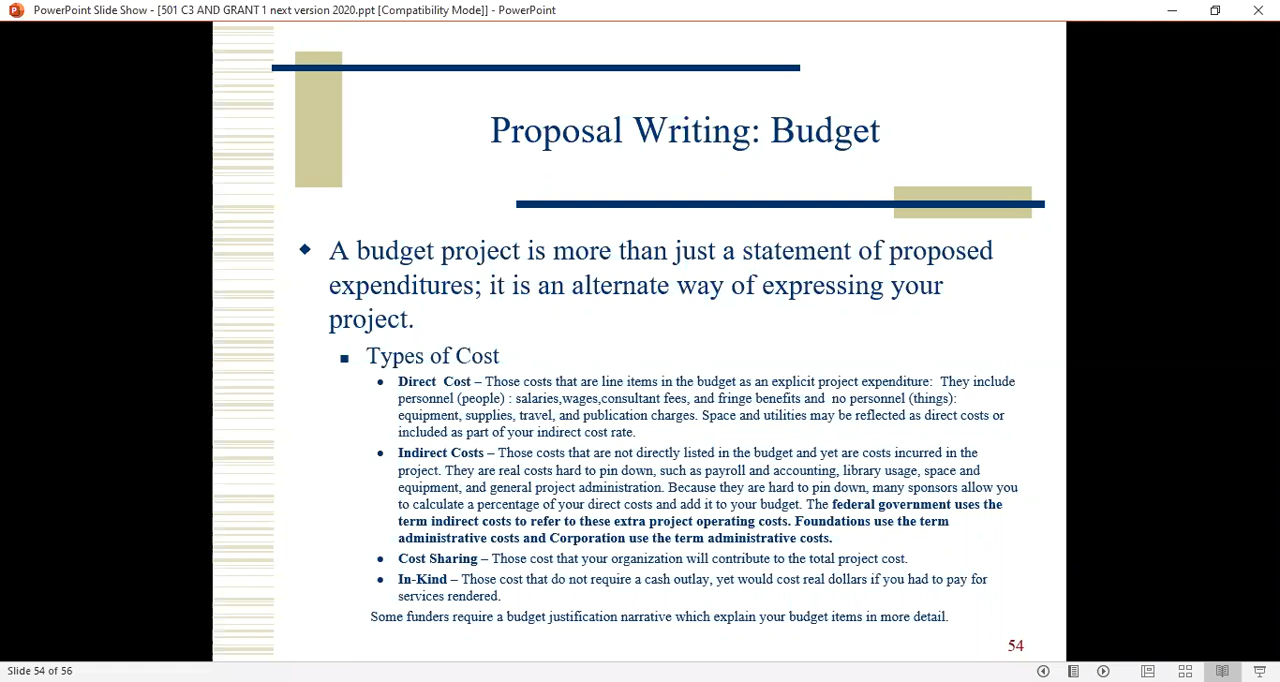 PowerPoint Slide Show - [501 C3 AND GRANT 1 next version 2020.ppt [Compatibility Mode]] - PowerPoint
Proposal Writing: Budget
A budget project is more than just a statement of proposed
expenditures; it is an alternate way of expressing your
project.
Types of Cost
Direct Cost – Those costs that are line items in the budget as an explicit project expenditure: They include
personnel (people) : salaries,wages,consultant fees, and fringe benefits and no personnel (things):
equipment, supplies, travel, and publication charges. Space and utilities may be reflected as direct costs or
included as part of your indirect cost rate.
Indirect Costs – Those costs that are not directly listed in the budget and yet are costs incurred in the
project. They are real costs hard to pin down, such as payroll and accounting, library usage, space and
equipment, and general project administration. Because they are hard to pin down, many sponsors allow you
to calculate a percentage of your direct costs and add it to your budget. The federal government uses the
term indirect costs to refer to these extra project operating costs. Foundations use the term
administrative costs and Corporation use the term administrative costs.
Cost Sharing – Those cost that your organization will contribute to the total project cost.
In-Kind – Those cost that do not require a cash outlay, yet would cost real dollars if you had to pay for
services rendered.
Some funders require a budget justification narrative which explain your budget items in more detail.
54
Slide 54 of 56